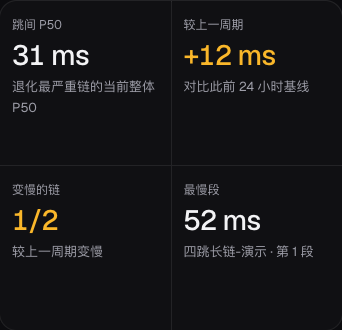 跳间 P50
31 ms
退化最严重链的当前整体
P50
较上一周期
+12 ms
对比此前 24 小时基线
变慢的链
1/2
较上一周期变慢
最慢段
52 ms
四跳长链-演示 · 第 1 段